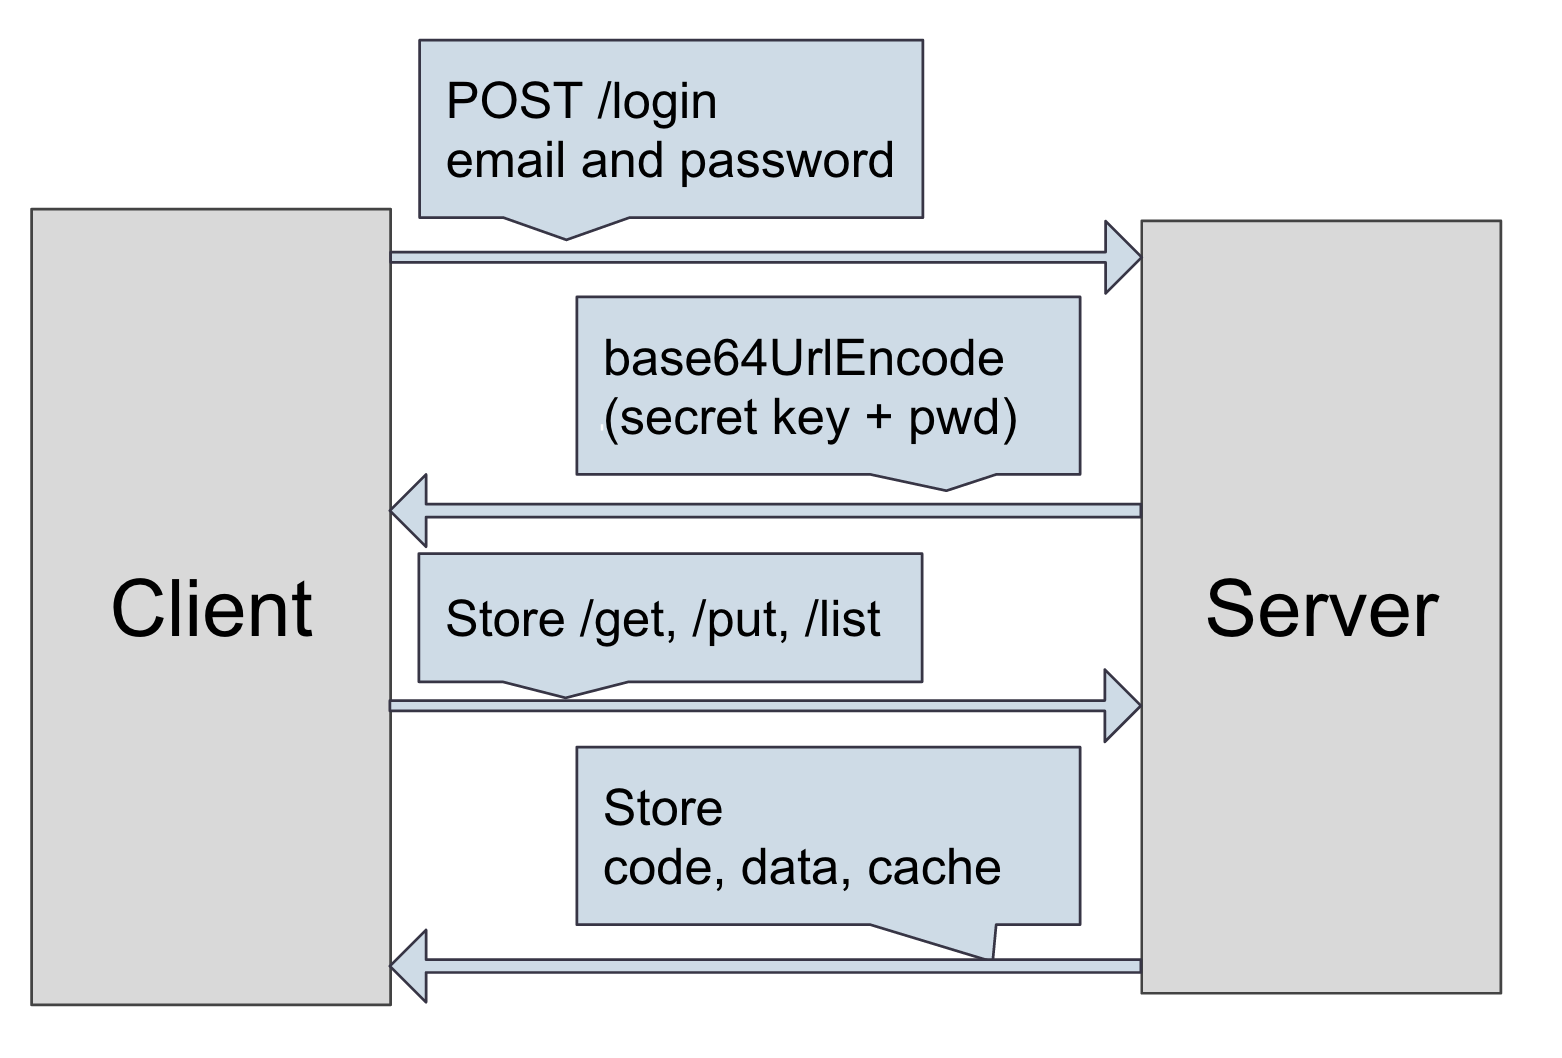 POST /login
email and password
base64UrlEncode
(secret key + pwd)
Client
Store /get, /put, /list
Server
Store
code, data, cache